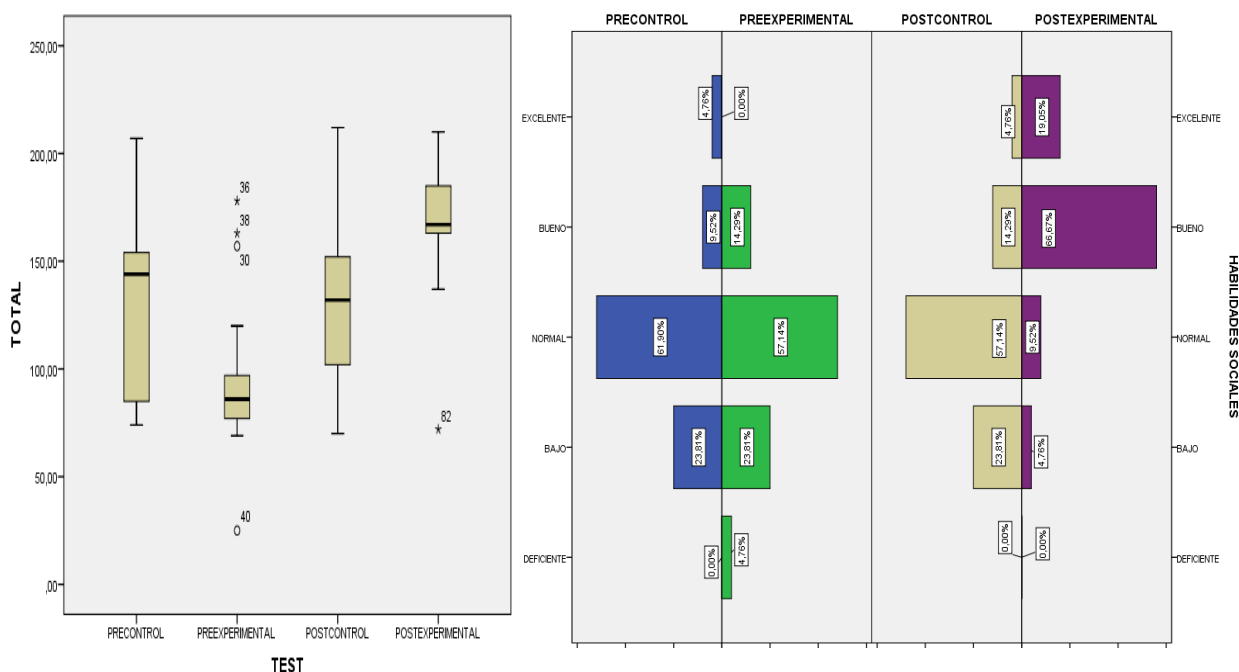 250,00
200,00
150,00
100,00
50,00
,00
TOTAL
36
38
30
40
82
PRECONTROL
PREEXPERIMENTAL
POSTCONTROL
POSTEXPERIMENTAL
TEST
PRECONTROL
PREEXPERIMENTAL
POSTCONTROL
POSTEXPERIMENTAL
EXCELENTE
4,76%
0,00%
4,76%
19,05%
EXCELENTE
BUENO
9,52%
14,29%
14,29%
66,67%
BUENO
NORMAL
61,90%
57,14%
57,14%
9,52%
NORMAL
BAJO
23,81%
23,81%
23,81%
4,76%
BAJO
DEFICIENTE
0,00%
4,76%
0,00%
0,00%
DEFICIENTE
HABILIDADES SOCIALES